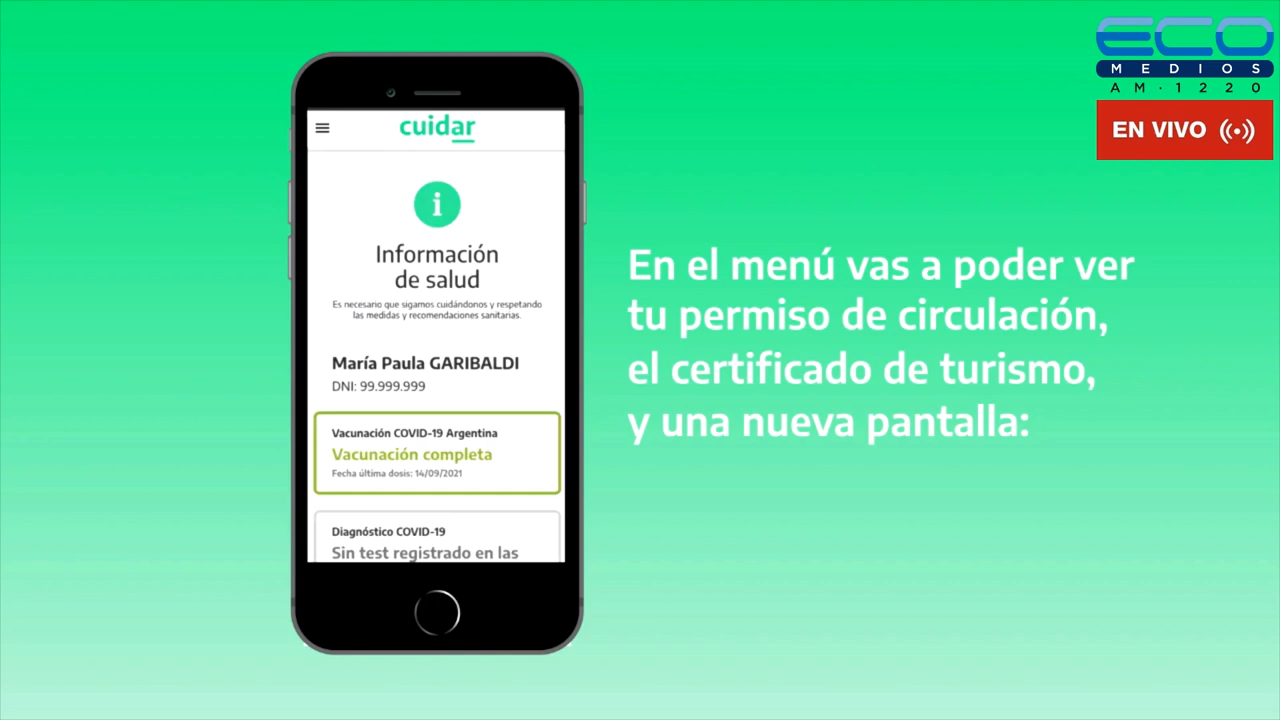 ECO
MEDIOS
AM·1220
EN VIVO
cuidar
i
Información
de salud
Es necesario que sigamos cuidándonos y respetando
las medidas y recomendaciones sanitarias.
María Paula GARIBALDI
DNI: 99.999.999
Vacunación COVID-19 Argentina
Vacunación completa
Fecha última dosis: 14/09/2021
Diagnóstico COVID-19
Sin test registrado en las
En el menú vas a poder ver
tu permiso de circulación,
el certificado de turismo,
y una nueva pantalla: